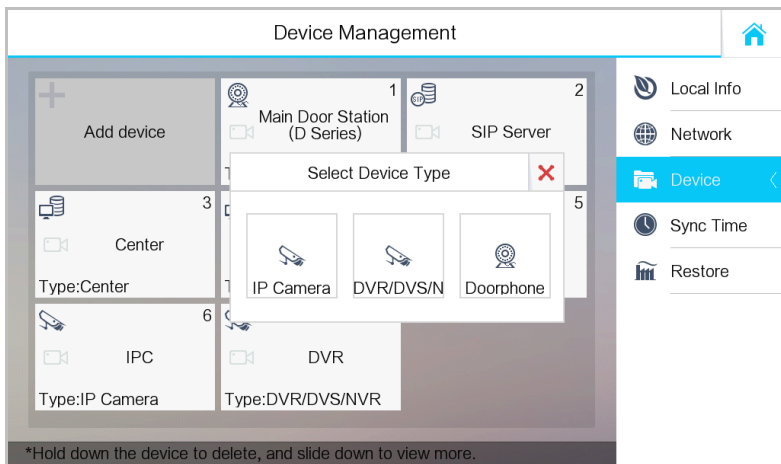 Device Management
Local Info
Network
Device
Sync Time
Restore
Add device
1
Main Door Station
(D Series)
2
SIP
SIP Server
3
Center
Type:Center
5
6
IPC
Type:IP Camera
DVR
Type:DVR/DVS/NVR
Select Device Type
IP Camera
DVR/DVS/N
Doorphone
*Hold down the device to delete, and slide down to view more.